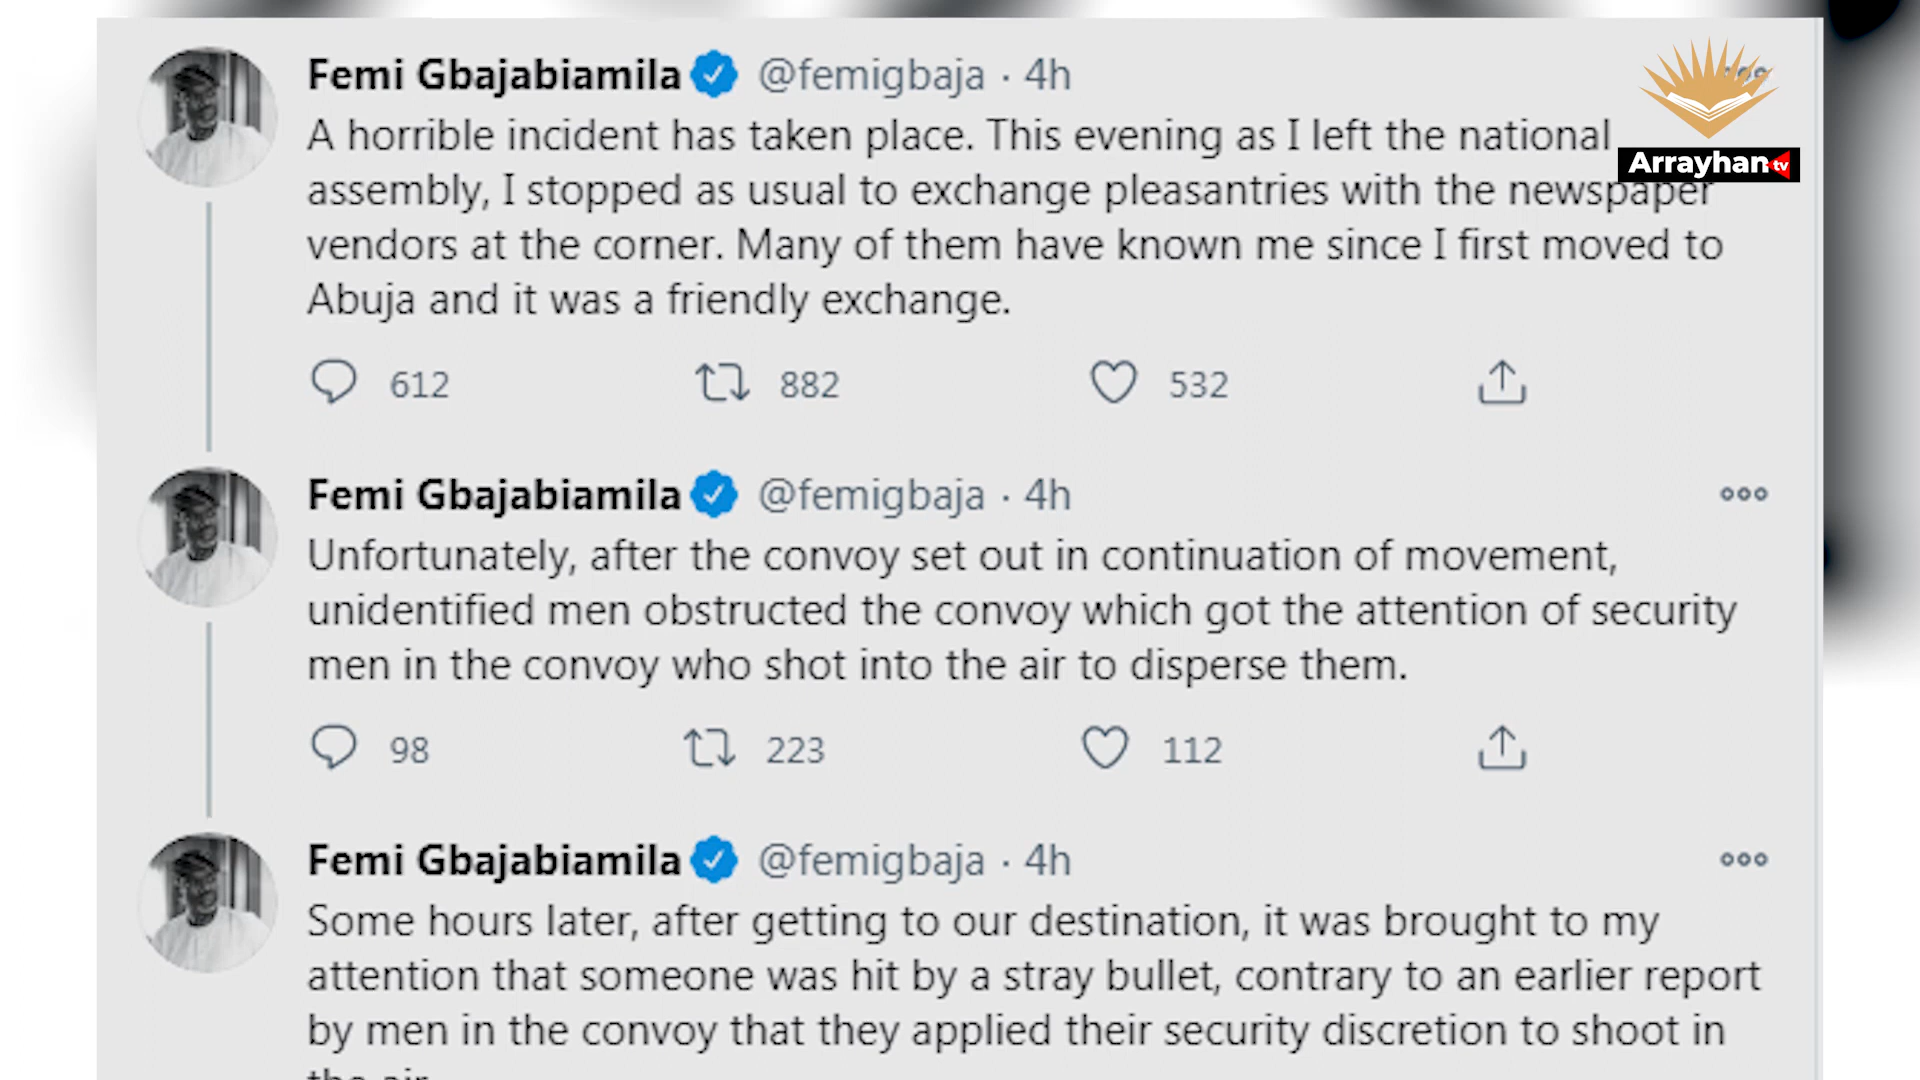 Femi Gbajabiamila @femigbaja · 4h
A horrible incident has taken place. This evening as I left the national
assembly, I stopped as usual to exchange pleasantries with the newspaper
vendors at the corner. Many of them have known me since I first moved to
Abuja and it was a friendly exchange.
612 882 532
Femi Gbajabiamila @femigbaja · 4h
Unfortunately, after the convoy set out in continuation of movement,
unidentified men obstructed the convoy which got the attention of security
men in the convoy who shot into the air to disperse them.
98 223 112
Femi Gbajabiamila @femigbaja · 4h
Some hours later, after getting to our destination, it was brought to my
attention that someone was hit by a stray bullet, contrary to an earlier report
by men in the convoy that they applied their security discretion to shoot in
the air
Arrayhan tv